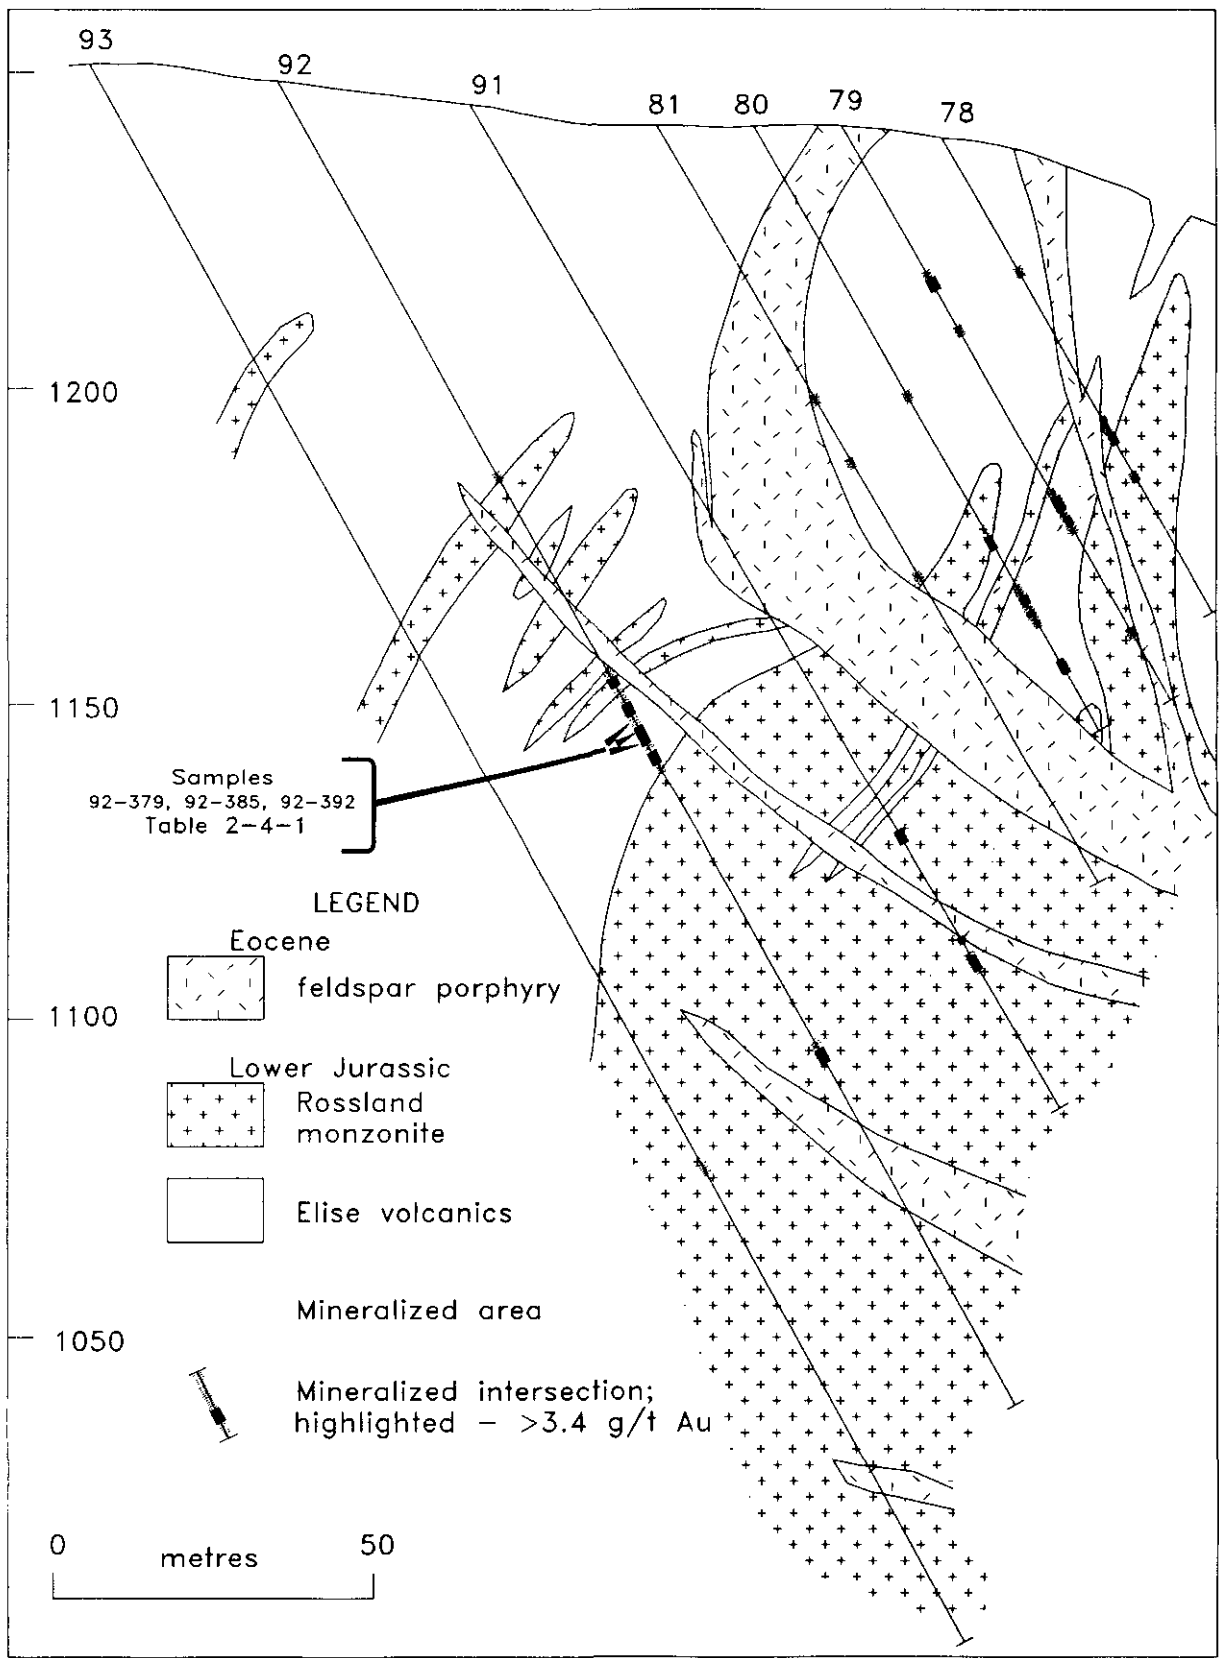 93
92
91
81
80
79
78
1200
1150
Samples
92-379, 92-385, 92-392
Table 2-4-1
LEGEND
Eocene
feldspar porphyry
1100
Lower Jurassic
Rossland
monzonite
Elise volcanics
Mineralized area
1050
Mineralized intersection;
highlighted - >3.4 g/t Au
0 metres 50